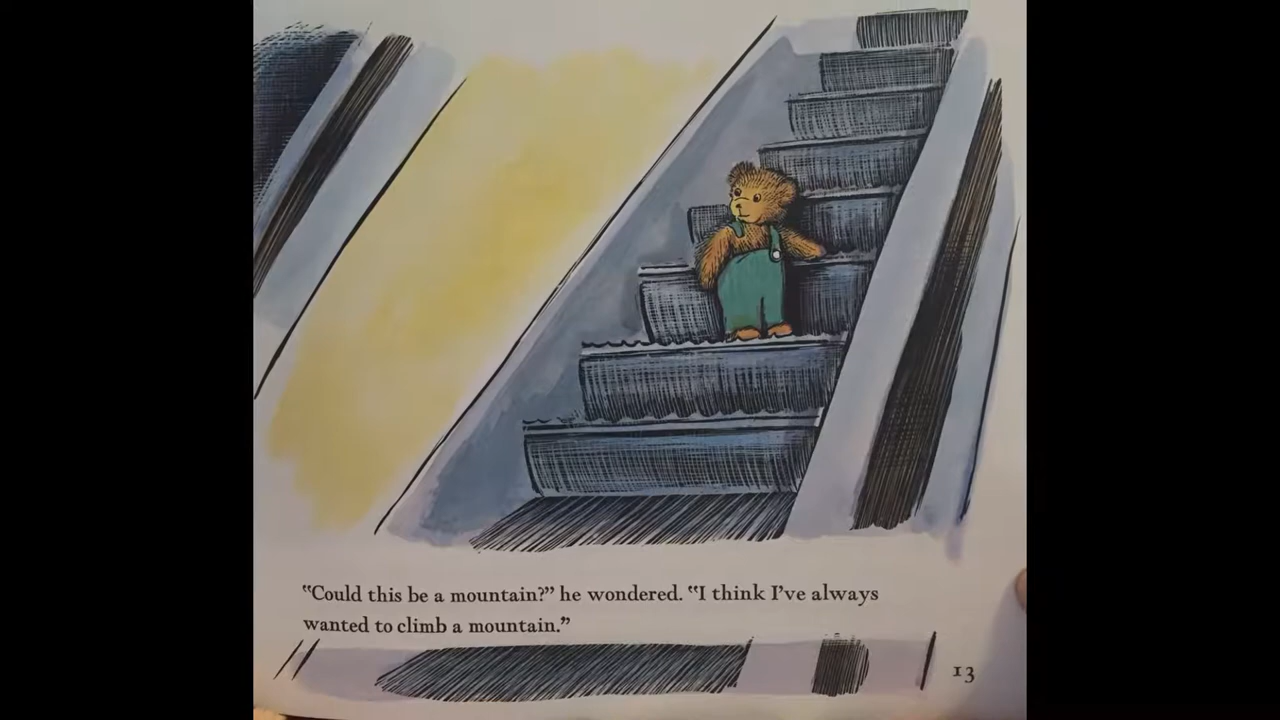 “Could this be a mountain?” he wondered. “I think I’ve always
wanted to climb a mountain.”
13